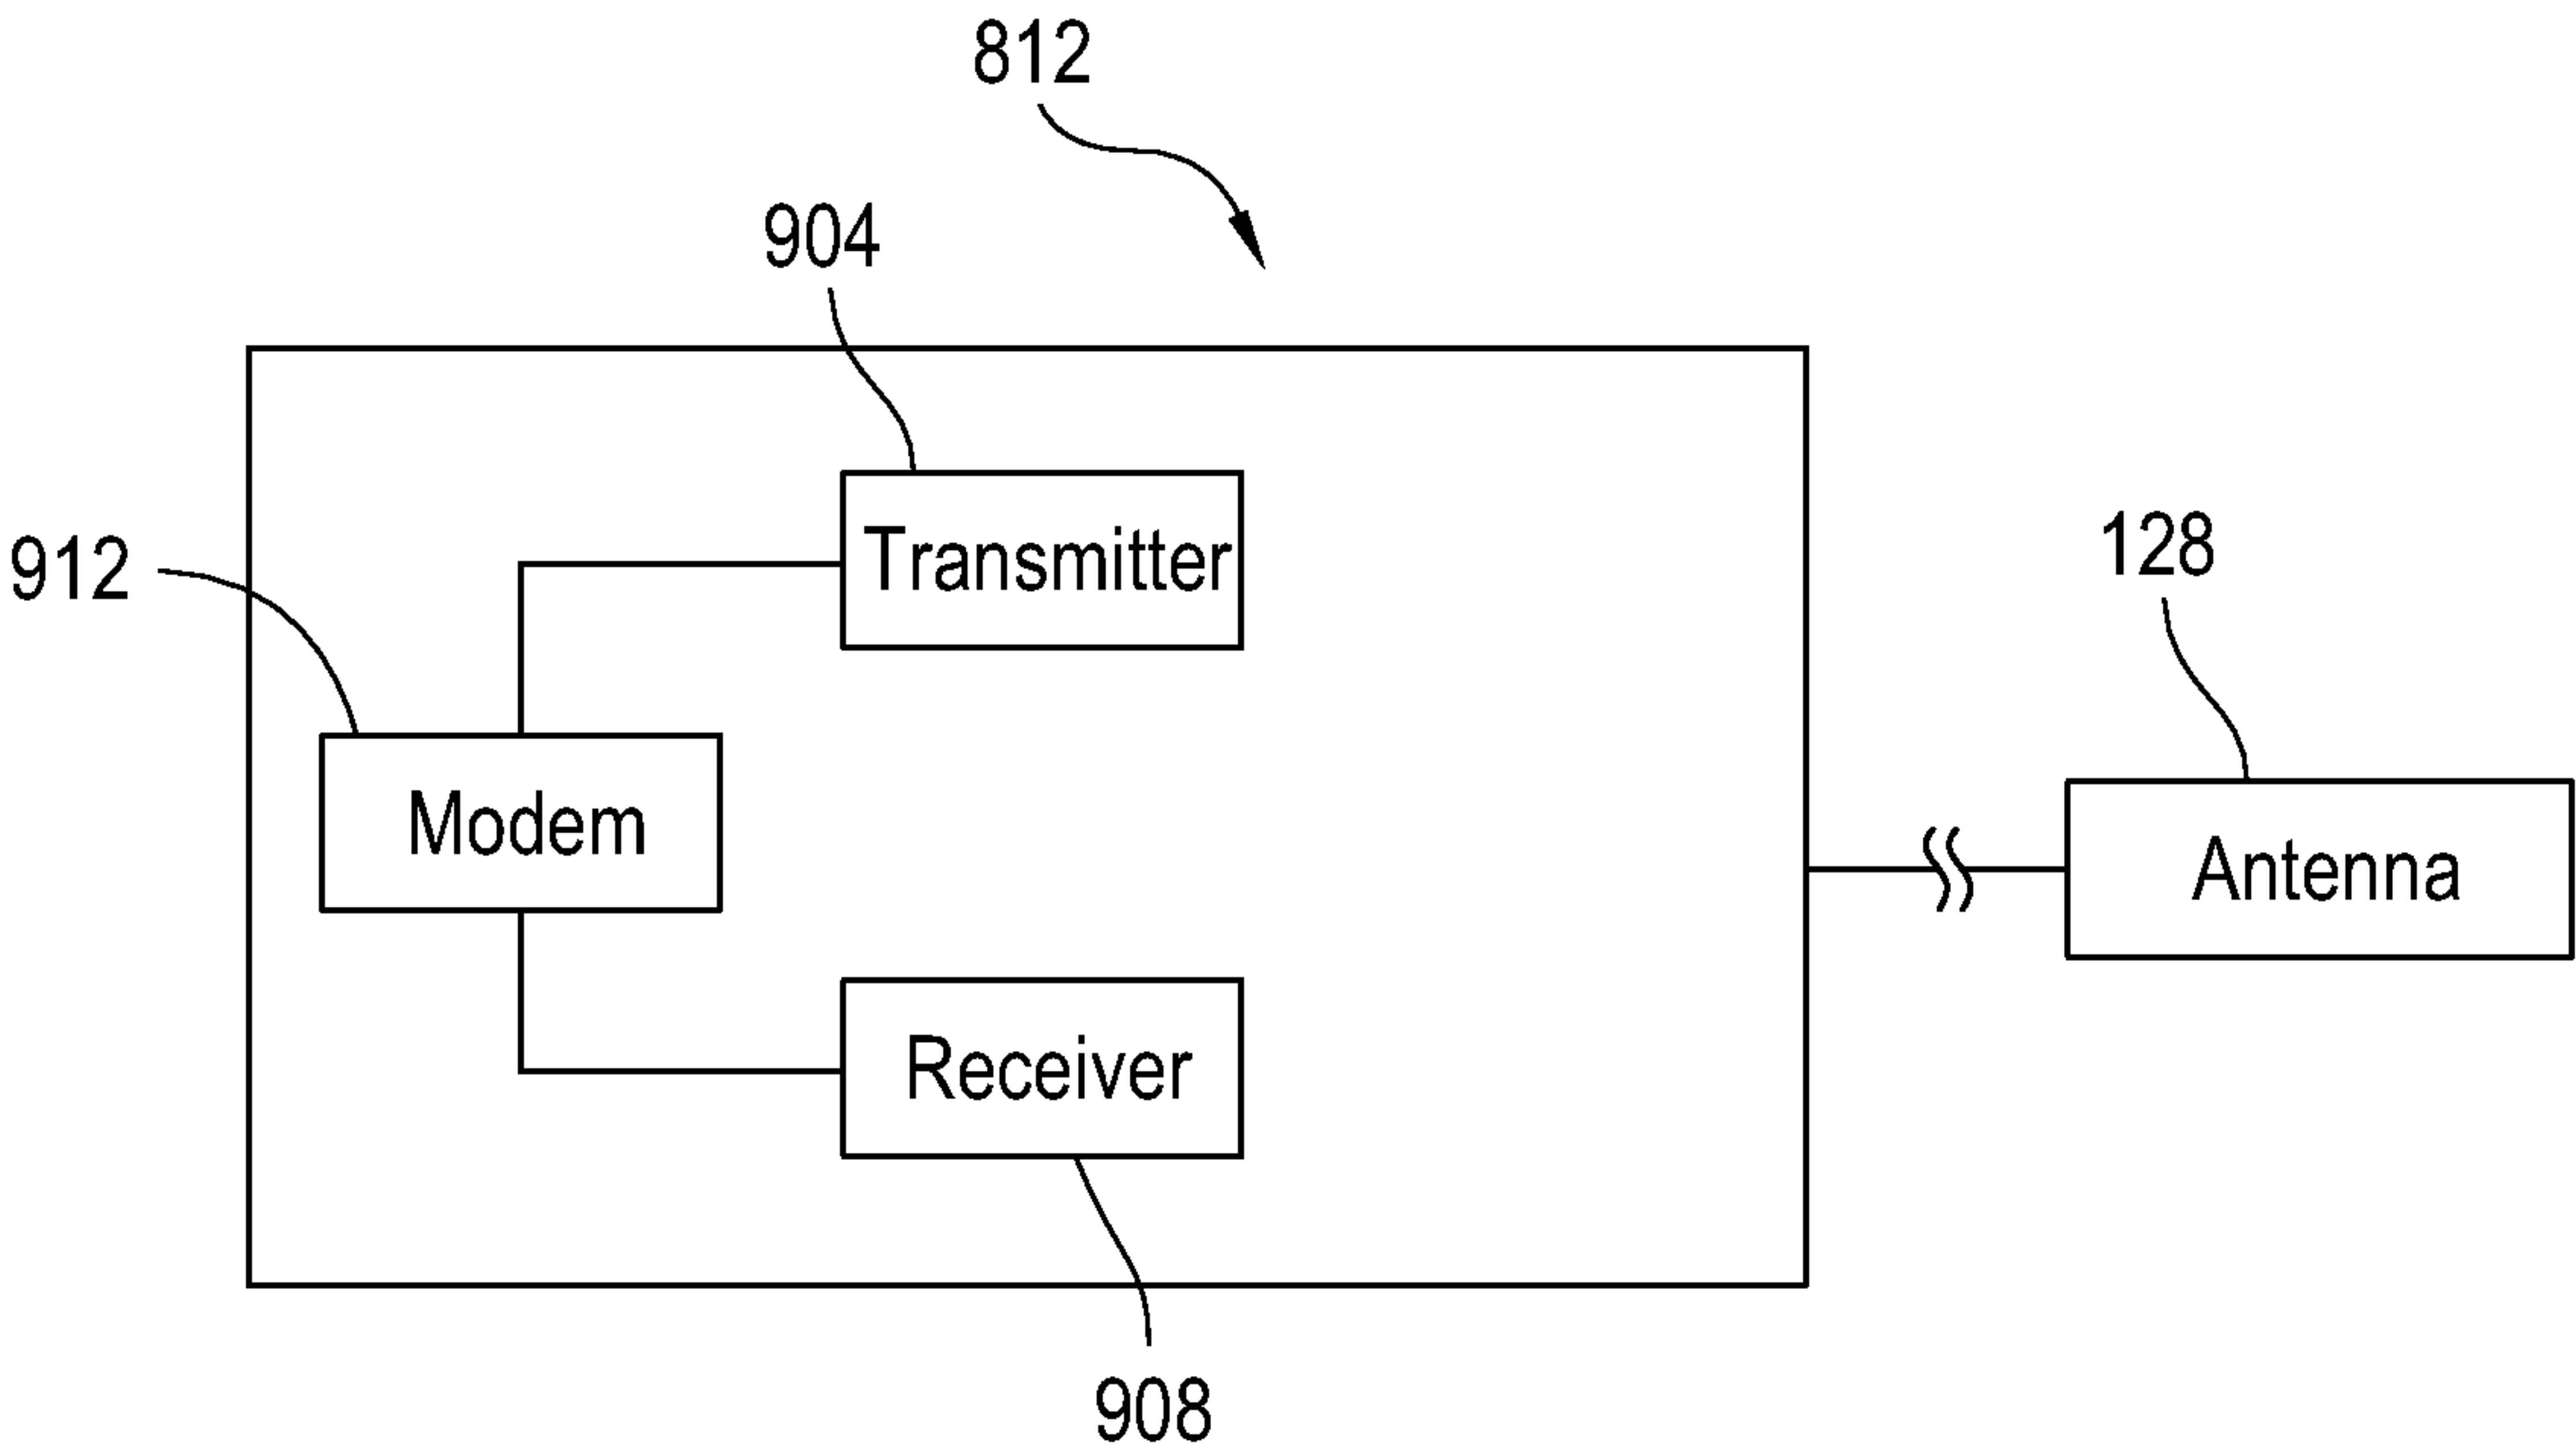 812
904
912
Transmitter
128
Modem
Antenna
Receiver
908